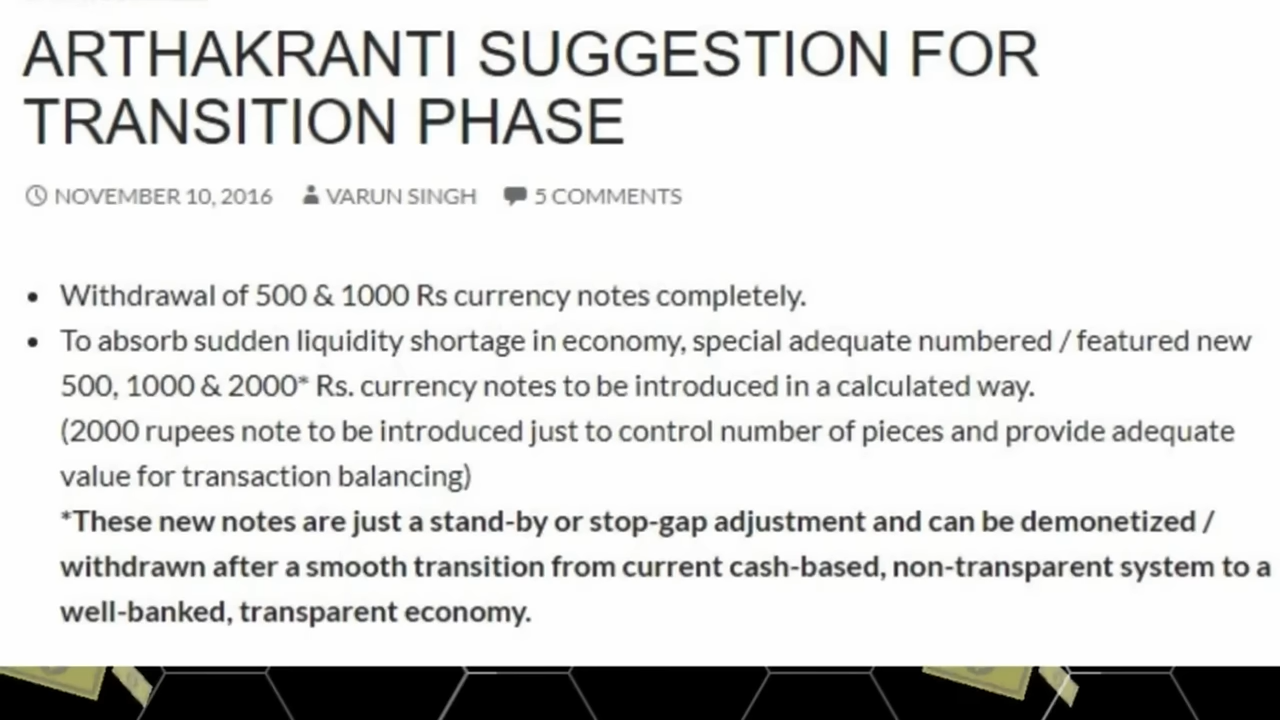 ARTHAKRANTI SUGGESTION FOR
TRANSITION PHASE
NOVEMBER 10, 2016 VARUN SINGH 5 COMMENTS
• Withdrawal of 500 & 1000 Rs currency notes completely.
• To absorb sudden liquidity shortage in economy, special adequate numbered / featured new
500, 1000 & 2000* Rs. currency notes to be introduced in a calculated way.
(2000 rupees note to be introduced just to control number of pieces and provide adequate
value for transaction balancing)
*These new notes are just a stand-by or stop-gap adjustment and can be demonetized /
withdrawn after a smooth transition from current cash-based, non-transparent system to a
well-banked, transparent economy.